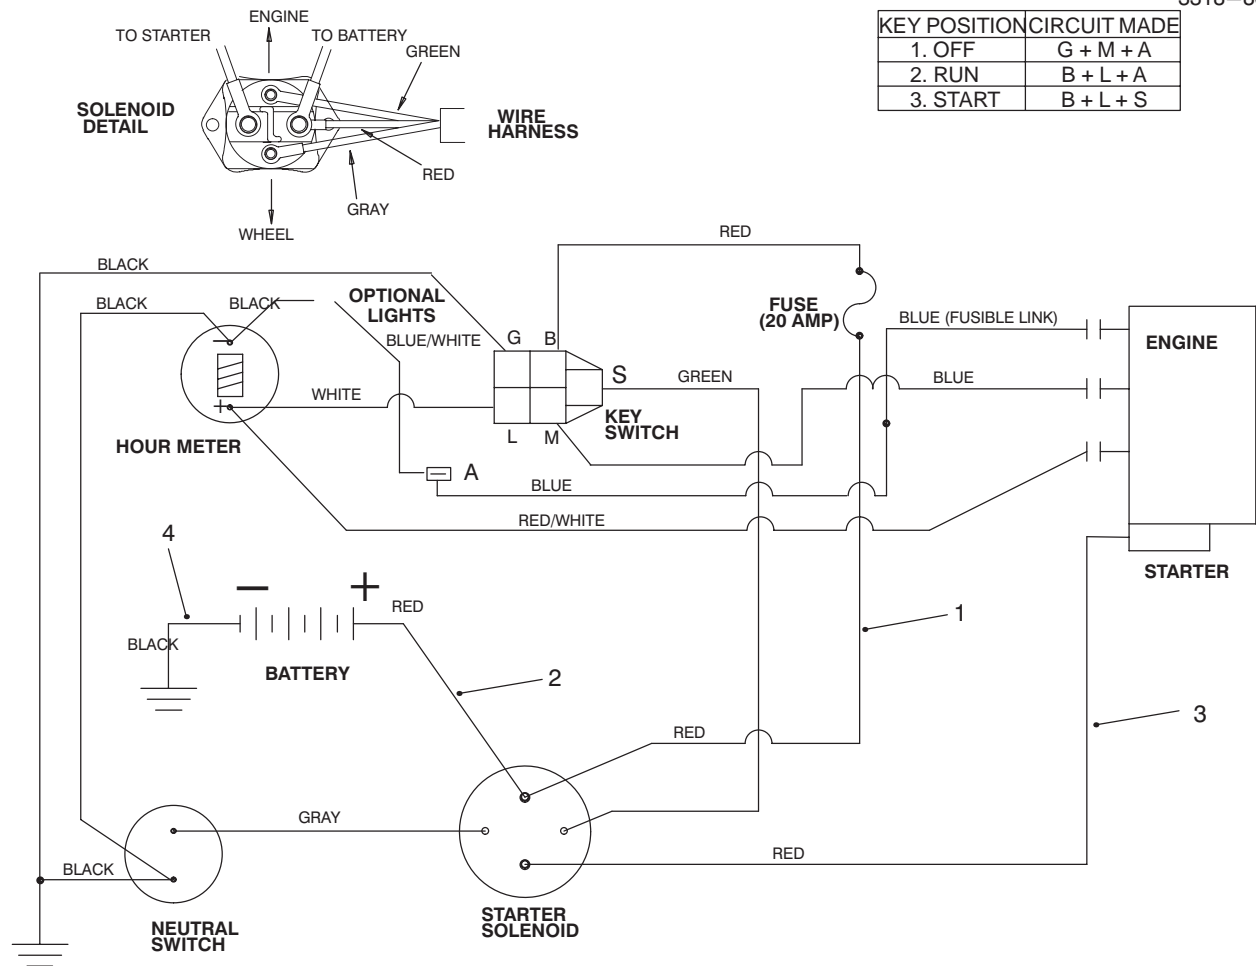 ENGINE
TO STARTER
TO BATTERY
GREEN
SOLENOID
DETAIL
WIRE
HARNESS
RED
GRAY
WHEEL
KEY POSITION CIRCUIT MADE
1. OFF G + M + A
2. RUN B + L + A
3. START B + L + S
RED
BLACK
BLACK
BLACK
OPTIONAL
LIGHTS
BLUE/WHITE
FUSE
(20 AMP)
BLUE (FUSIBLE LINK)
ENGINE
G B
S
GREEN
BLUE
WHITE
KEY
SWITCH
L M
HOUR METER
A
BLUE
RED/WHITE
STARTER
4
− +
RED
BLACK
BATTERY
1
2
3
RED
GRAY
RED
BLACK
STARTER
SOLENOID
NEUTRAL
SWITCH